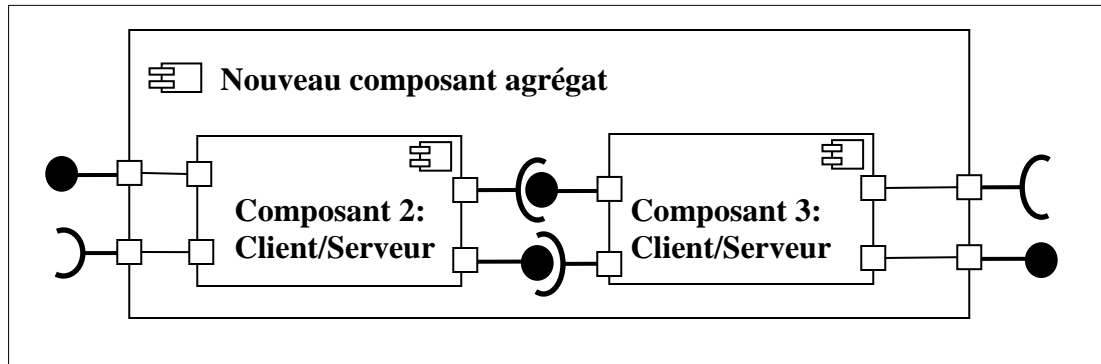 Nouveau composant agrégat
Composant 2:
Client/Serveur
Composant 3:
Client/Serveur